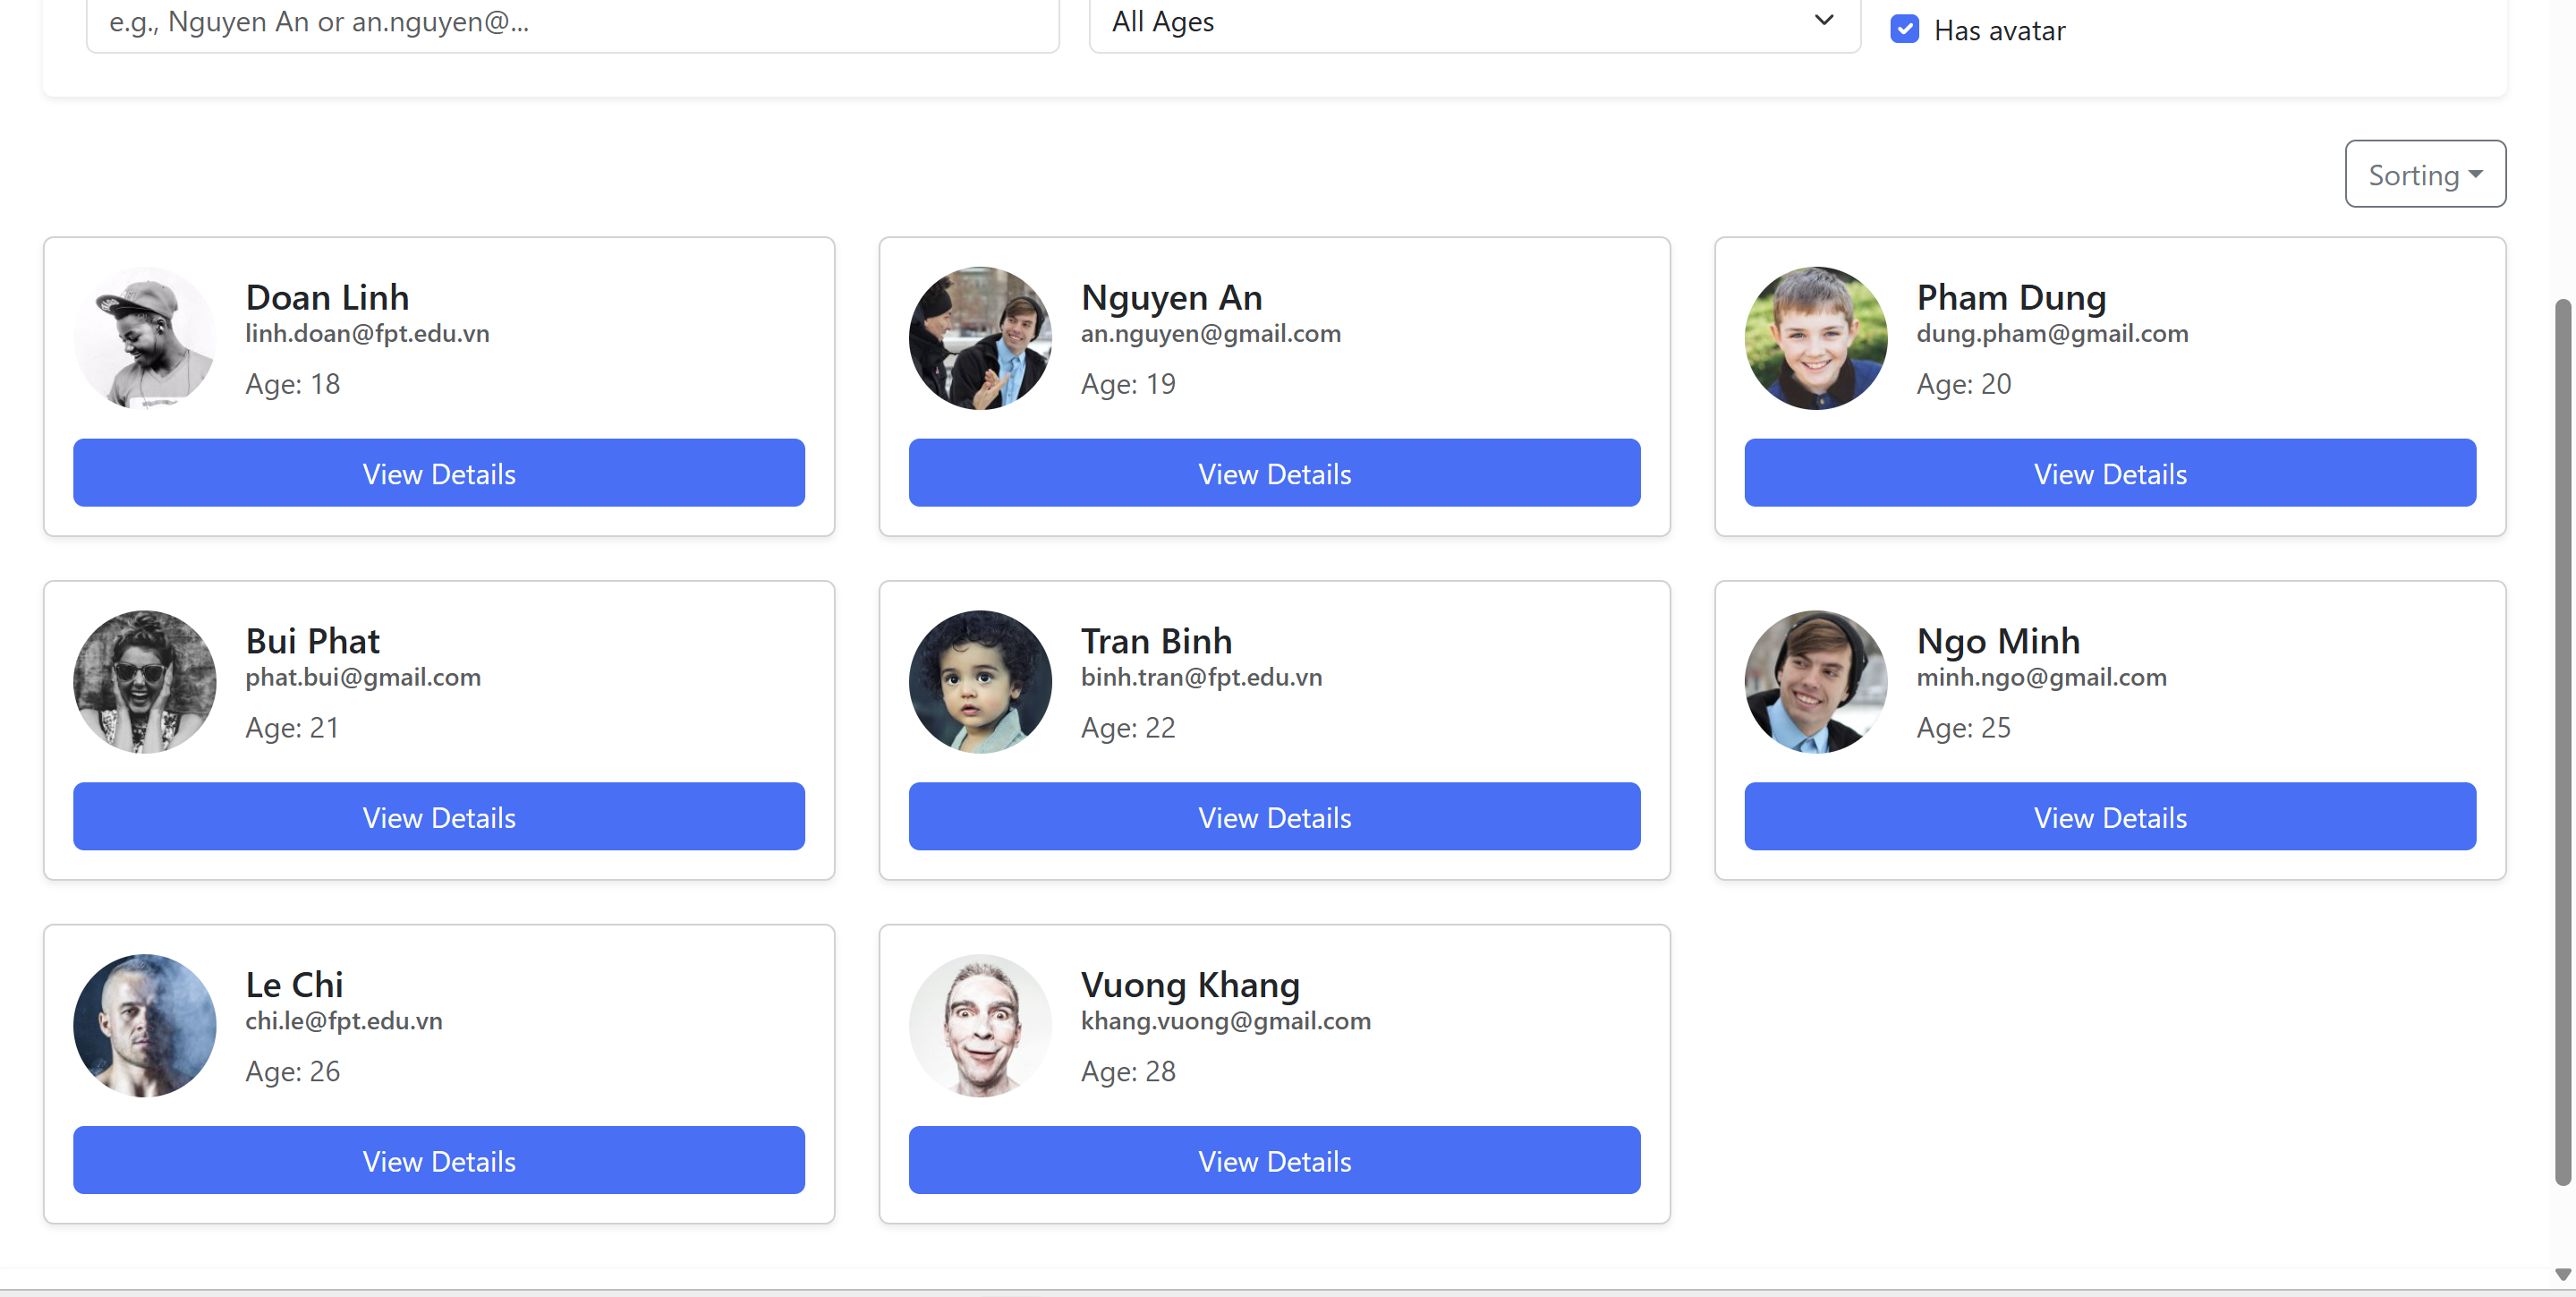 e.g., Nguyen An or an.nguyen@...
All Ages
Has avatar
Sorting
Doan Linh
linh.doan@fpt.edu.vn
Age: 18
View Details
Nguyen An
an.nguyen@gmail.com
Age: 19
View Details
Pham Dung
dung.pham@gmail.com
Age: 20
View Details
Bui Phat
phat.bui@gmail.com
Age: 21
View Details
Tran Binh
binh.tran@fpt.edu.vn
Age: 22
View Details
Ngo Minh
minh.ngo@gmail.com
Age: 25
View Details
Le Chi
chi.le@fpt.edu.vn
Age: 26
View Details
Vuong Khang
khang.vuong@gmail.com
Age: 28
View Details